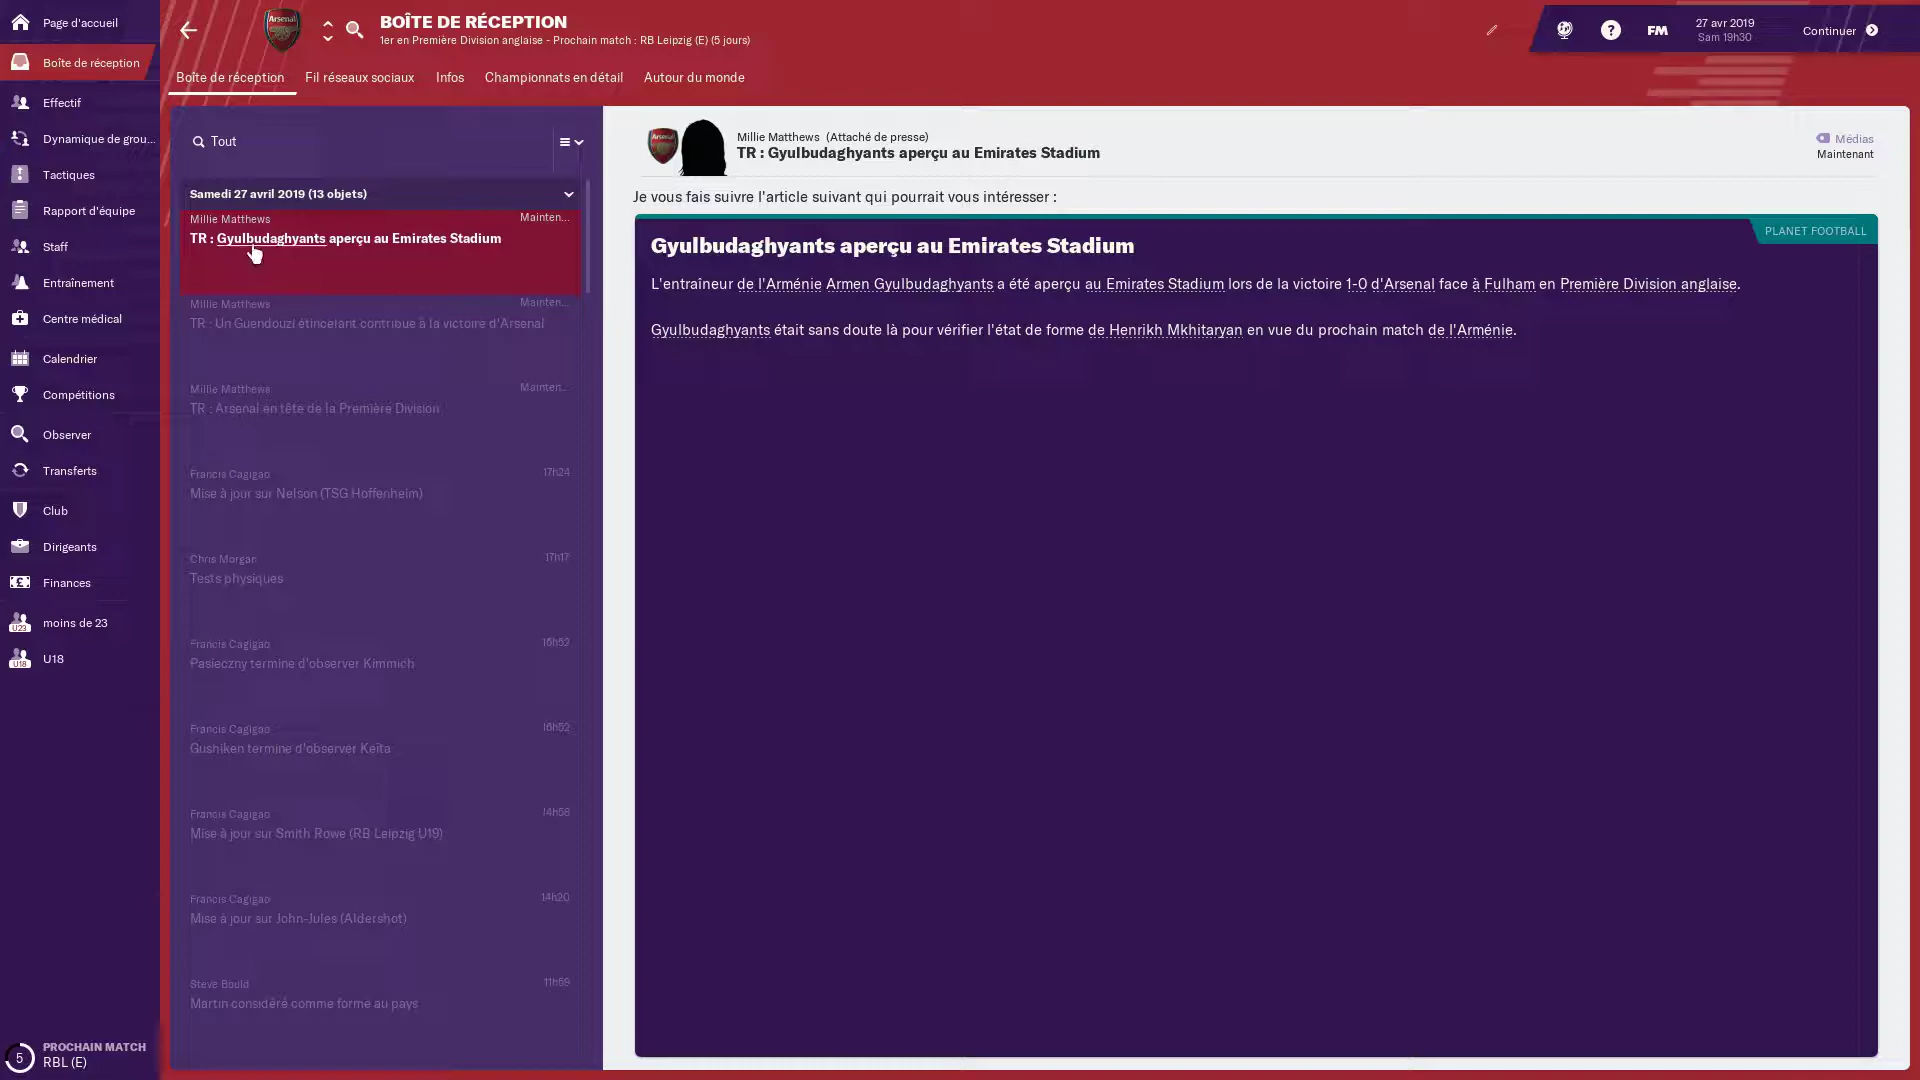 Page d'accueil
Boîte de réception
Effectif
Dynamique de grou...
Tactiques
Rapport d'équipe
Staff
Entraînement
Centre médical
Calendrier
Compétitions
Observer
Transferts
Club
Dirigeants
Finances
U23
moins de 23
U18
U18
5
PROCHAIN MATCH
RBL (E)
Arsenal
BOÎTE DE RÉCEPTION
1er en Première Division anglaise - Prochain match : RB Leipzig (E) (5 jours)
?
FM
27 avr 2019
Sam 19h30
Continuer
Boîte de réception
Fil réseaux sociaux
Infos
Championnats en détail
Autour du monde
Tout
Samedi 27 avril 2019 (13 objets)
Millie Matthews
Mainten...
TR : Gyulbudaghyants aperçu au Emirates Stadium
Millie Matthews
Mainten...
TR : Un Guendouzi étincelant contribue à la victoire d'Arsenal
Millie Matthews
Mainten...
TR : Arsenal en tête de la Première Division
Francis Cagigao
17h24
Mise à jour sur Nelson (TSG Hoffenheim)
Chris Morgan
17h17
Tests physiques
Francis Cagigao
16h52
Pasieczny termine d'observer Kimmich
Francis Cagigao
16h52
Gushiken termine d'observer Keïta
Francis Cagigao
14h56
Mise à jour sur Smith Rowe (RB Leipzig U19)
Francis Cagigao
14h20
Mise à jour sur John-Jules (Aldershot)
Steve Bould
11h59
Martin considéré comme forme au pays
Arsenal
Millie Matthews (Attaché de presse)
TR : Gyulbudaghyants aperçu au Emirates Stadium
Médias
Maintenant
Je vous fais suivre l'article suivant qui pourrait vous intéresser :
PLANET FOOTBALL
Gyulbudaghyants aperçu au Emirates Stadium
L'entraîneur de l'Arménie Armen Gyulbudaghyants a été aperçu au Emirates Stadium lors de la victoire 1-0 d'Arsenal face à Fulham en Première Division anglaise.
Gyulbudaghyants était sans doute là pour vérifier l'état de forme de Henrikh Mkhitaryan en vue du prochain match de l'Arménie.